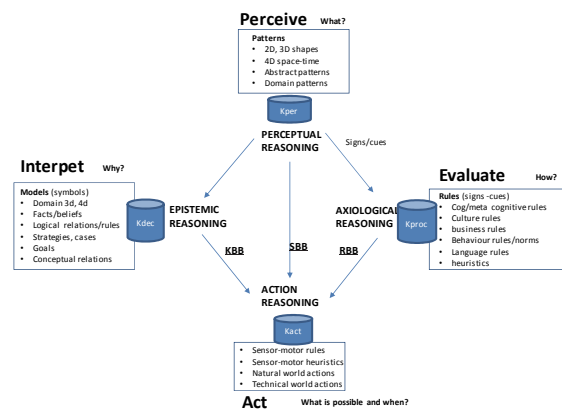 Perceive What?
Patterns
• 2D, 3D shapes
• 4D space-time
• Abstract patterns
• Domain patterns
Kper
PERCEPTUAL
REASONING
Signs/cues
Interpet Why?
Models (symbols)
• Domain 3d, 4d
• Facts/beliefs
• Logical relations/rules
• Strategies, cases
• Goals
• Conceptual relations
Kdec
EPISTEMIC
REASONING
AXIOLOGICAL
REASONING
Kproc
Evaluate How?
Rules (signs -cues)
• Cog/meta cognitive rules
• Culture rules
• business rules
• Behaviour rules/norms
• Language rules
• heuristics
KBB
SBB
RBB
ACTION
REASONING
Kact
• Sensor-motor rules
• Sensor-motor heuristics
• Natural world actions
• Technical world actions
Act What is possible and when?